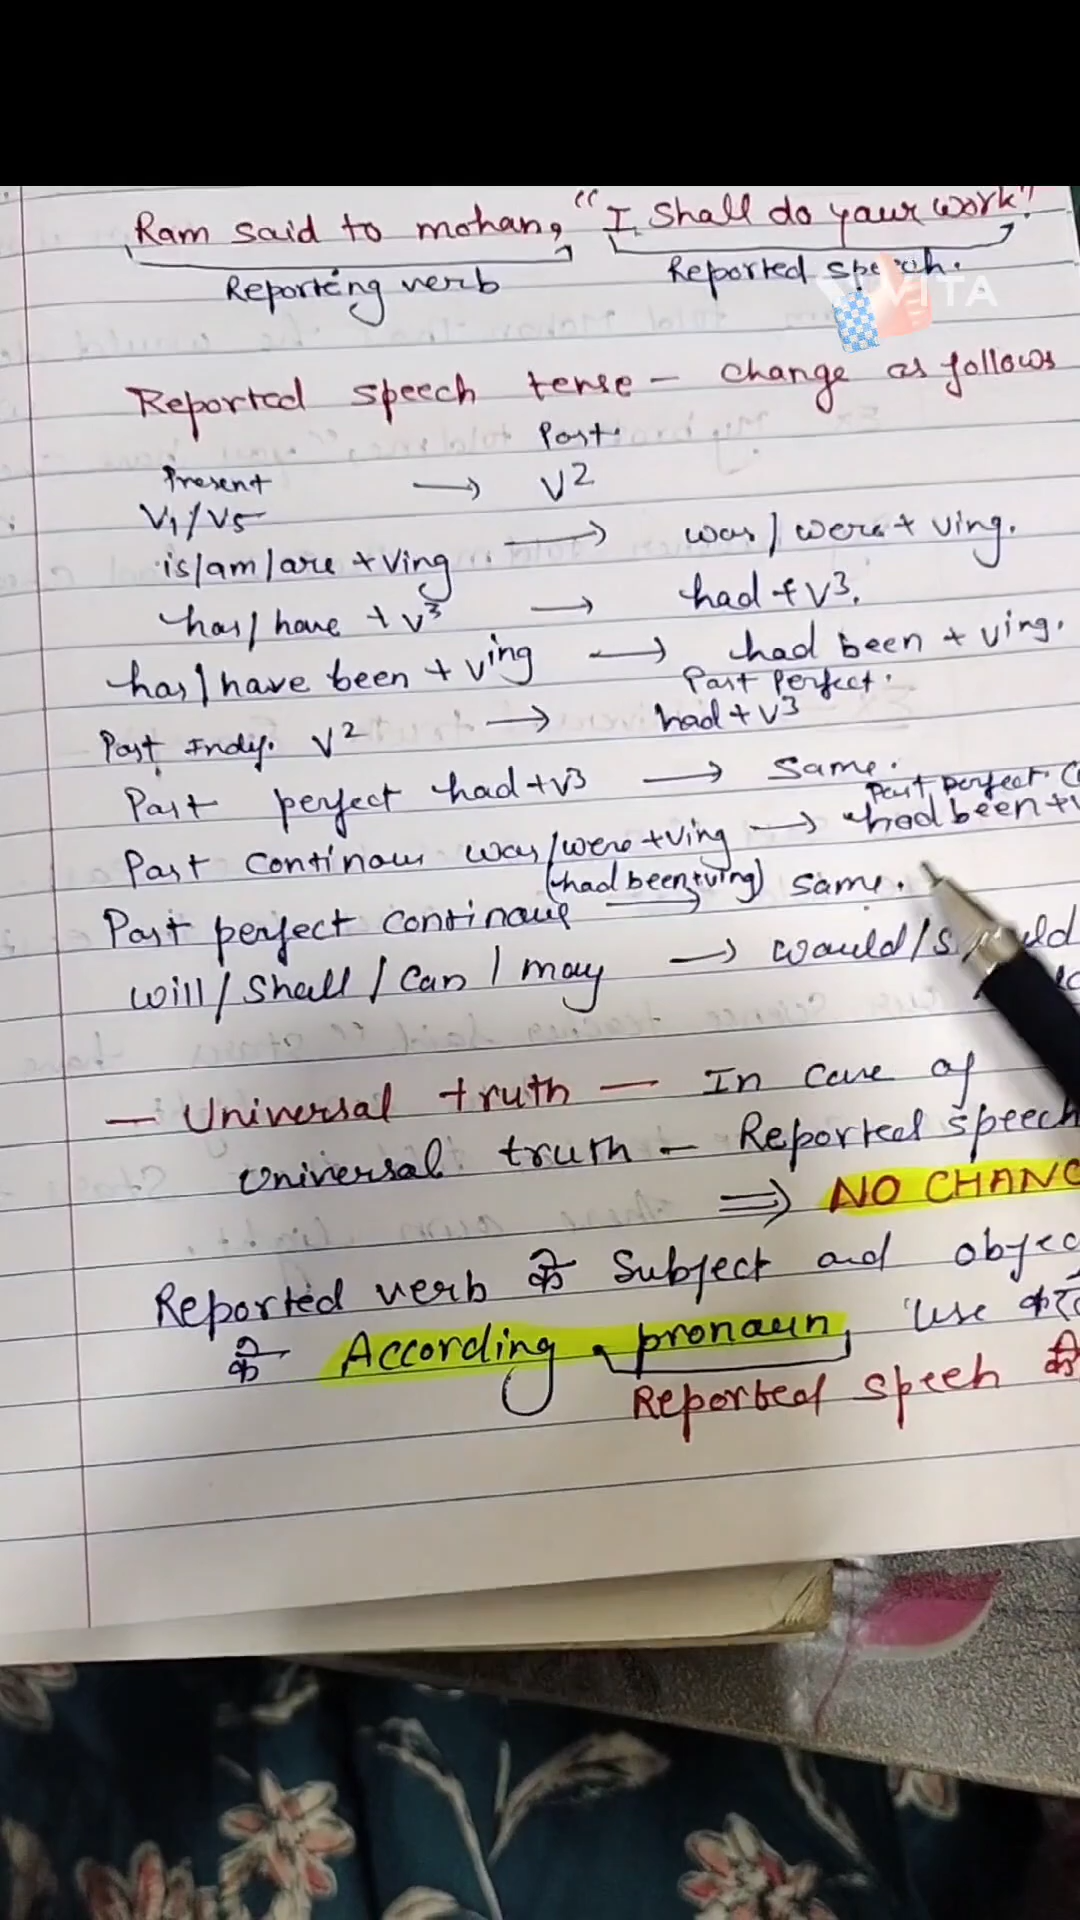 Ram said to mohan, "I shall do your work"
Reporting verb Reported speech.
VITA
Reported speech tense - change as follows
Past.
Present → V2
V1/V5
is/am/are + Ving → was/were + Ving.
has/have + V3 → had + V3.
has/have been + Ving → had been + Ving.
Past perfect.
Past Indif. V2 → had + V3
Past perfect had + V3 → Same.
Past perfect
Past continous was/were + Ving → had been +
(had been+ving)
Past perfect continous → same.
will/shall/can/may → would/
- Universal truth - In case of
universal truth - Reported speech
⇒ NO CHANG
Reported verb के Subject and objec
के According pronoun, use
Reported speeh के